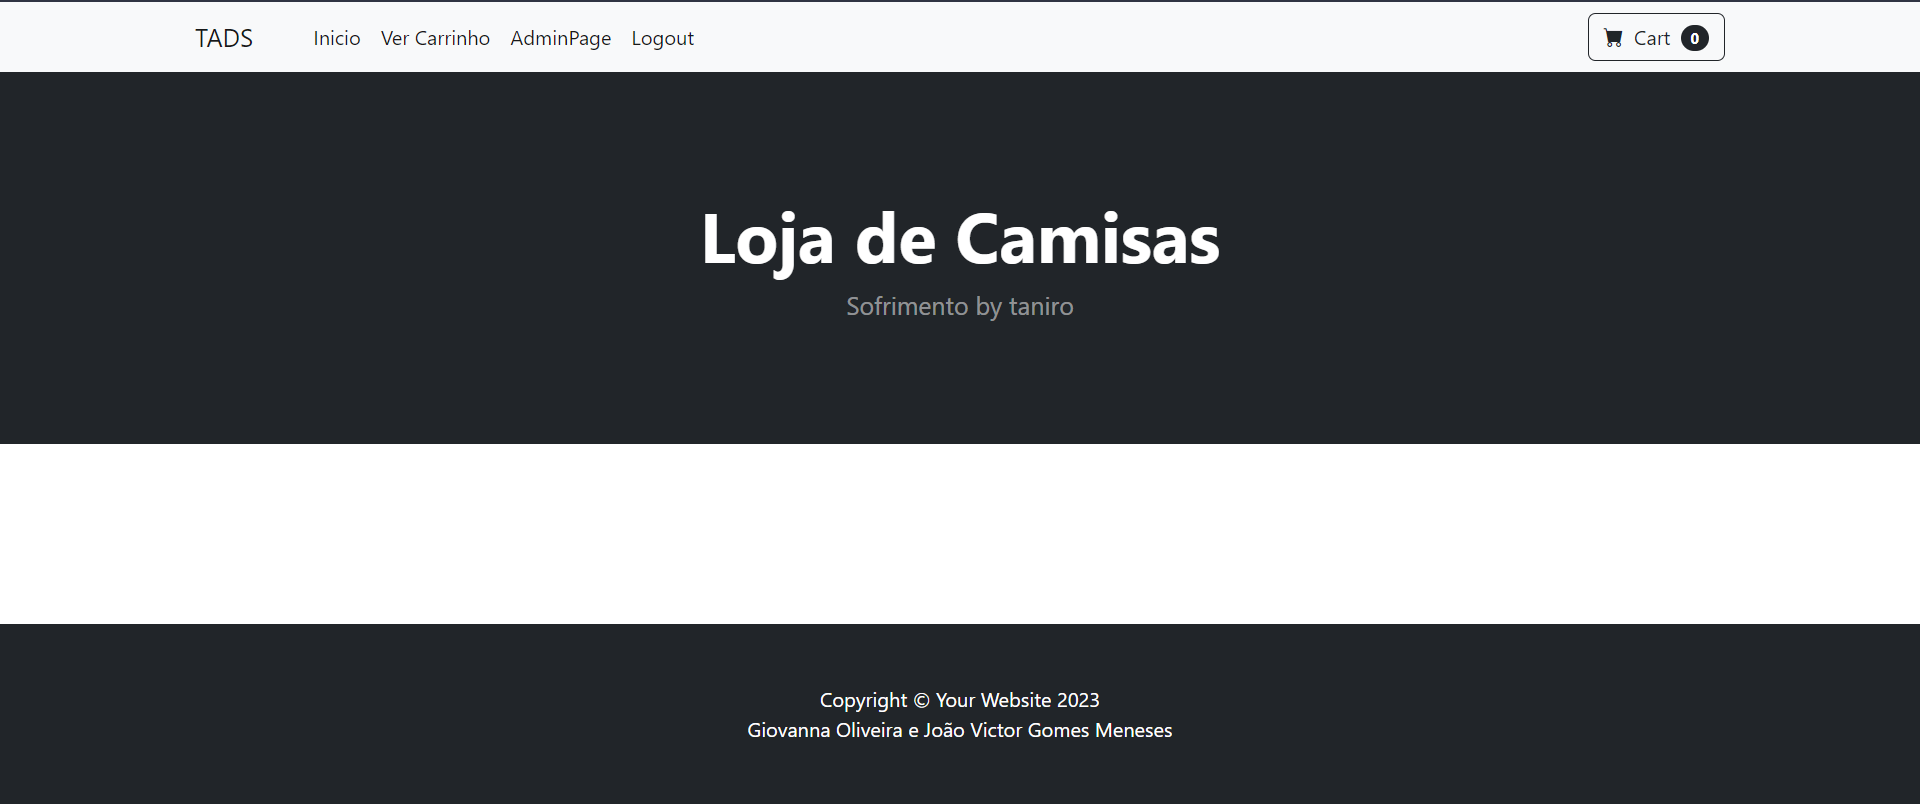 TADS Inicio Ver Carrinho AdminPage Logout Cart 0
Loja de Camisas
Sofrimento by taniro
Copyright © Your Website 2023
Giovanna Oliveira e João Victor Gomes Meneses